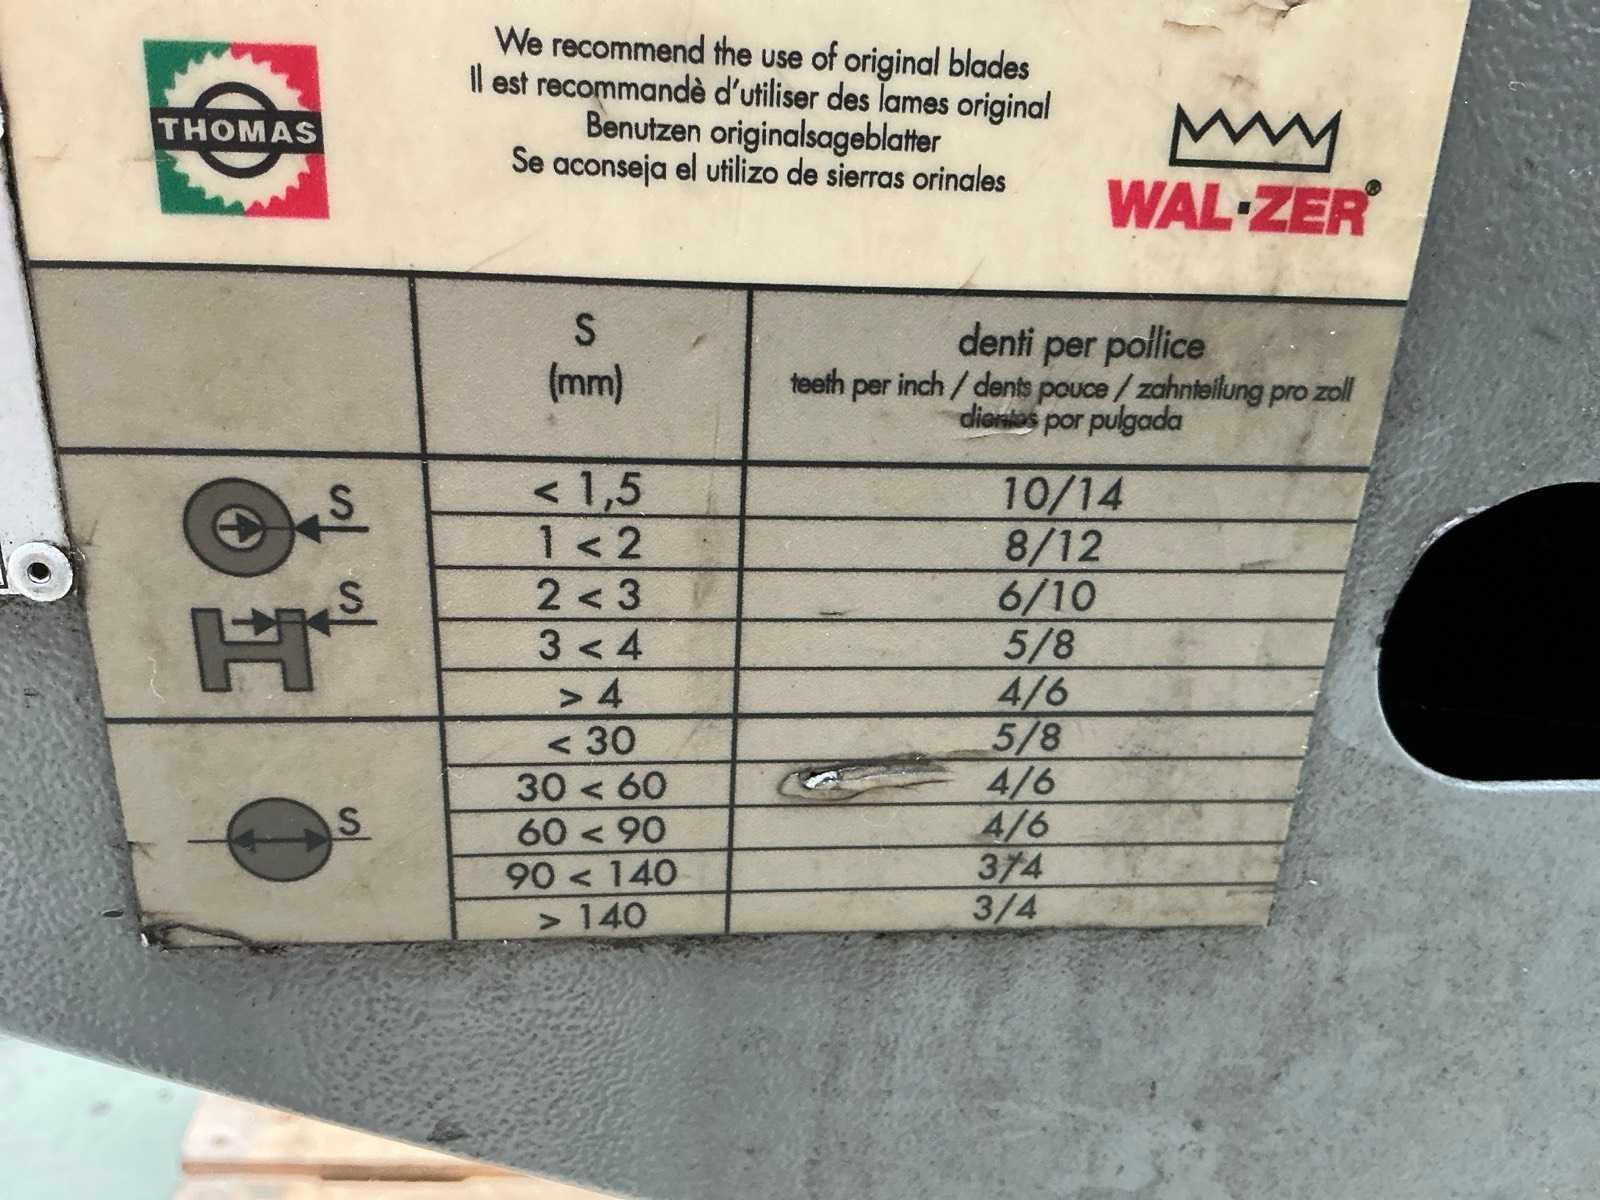 THOMAS
We recommend the use of original blades
Il est recommandè d'utiliser des lames original
Benutzen originalsageblatter
Se aconseja el utilizo de sierras orinales
WAL-ZER®
S
(mm)
denti per pollice
teeth per inch / dents pouce / zahnteilung pro zoll
dientes por pulgada
S
S
< 1,5 10/14
1 < 2 8/12
2 < 3 6/10
3 < 4 5/8
> 4 4/6
S
< 30 5/8
30 < 60 4/6
60 < 90 4/6
90 < 140 3/4
> 140 3/4